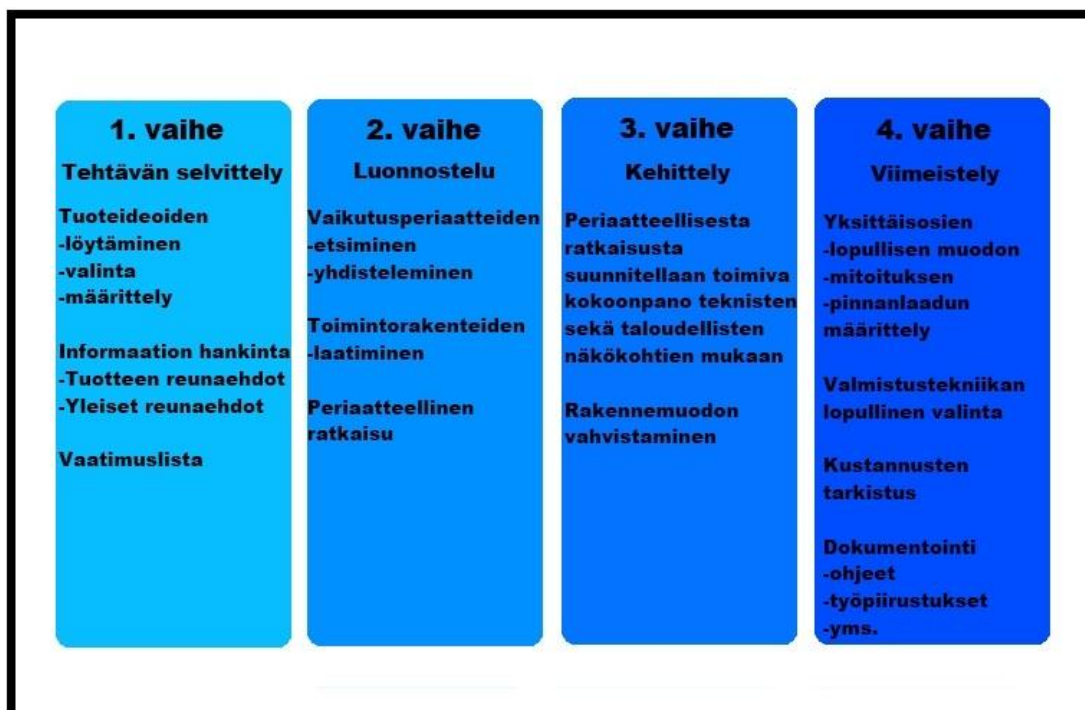 1. vaihe
Tehtävän selvittely
Tuoteideoiden
-löytäminen
-valinta
-määrittely
Informaation hankinta
-Tuotteen reunaehdot
-Yleiset reunaehdot
Vaatimuslista
2. vaihe
Luonnostelu
Vaikutusperiaatteiden
-etsiminen
-yhdisteleminen
Toimintorakenteiden
-laatiminen
Periaatteellinen
ratkaisu
3. vaihe
Kehittely
Periaatteellisesta
ratkaisusta
suunnitellaan toimiva
kokoonpano teknisten
sekä taloudellisten
näkökohtien mukaan
Rakennemuodon
vahvistaminen
4. vaihe
Viimeistely
Yksittäisosien
-lopullisen muodon
-mitoituksen
-pinnanlaadun
määrittely
Valmistustekniikan
lopullinen valinta
Kustannusten
tarkistus
Dokumentointi
-ohjeet
-työpiirustukset
-yms.